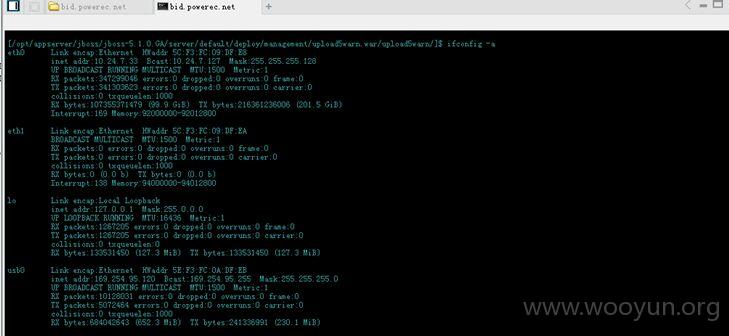 bid.powerec.net
bid.powerec.net
[/opt/appserver/jboss/jboss-5.1.0.GA/server/default/deploy/management/upload5warn.war/upload5warn/]$ ifconfig -a
eth0 Link encap:Ethernet HWaddr 5C:F3:FC:09:DF:E8
inet addr:10.24.7.33 Bcast:10.24.7.127 Mask:255.255.255.128
UP BROADCAST RUNNING MULTICAST MTU:1500 Metric:1
RX packets:347299046 errors:0 dropped:0 overruns:0 frame:0
TX packets:341303623 errors:0 dropped:0 overruns:0 carrier:0
collisions:0 txqueuelen:1000
RX bytes:107355371479 (99.9 GiB) TX bytes:216361236006 (201.5 GiB)
Interrupt:169 Memory:92000000-92012800
eth1 Link encap:Ethernet HWaddr 5C:F3:FC:09:DF:EA
BROADCAST MULTICAST MTU:1500 Metric:1
RX packets:0 errors:0 dropped:0 overruns:0 frame:0
TX packets:0 errors:0 dropped:0 overruns:0 carrier:0
collisions:0 txqueuelen:1000
RX bytes:0 (0.0 b) TX bytes:0 (0.0 b)
Interrupt:138 Memory:94000000-94012800
lo Link encap:Local Loopback
inet addr:127.0.0.1 Mask:255.0.0.0
UP LOOPBACK RUNNING MTU:16436 Metric:1
RX packets:1267205 errors:0 dropped:0 overruns:0 frame:0
TX packets:1267205 errors:0 dropped:0 overruns:0 carrier:0
collisions:0 txqueuelen:0
RX bytes:133531450 (127.3 MiB) TX bytes:133531450 (127.3 MiB)
usb0 Link encap:Ethernet HWaddr 5E:F3:FC:0A:DF:EB
inet addr:169.254.95.120 Bcast:169.254.95.255 Mask:255.255.255.0
UP BROADCAST RUNNING MULTICAST MTU:1500 Metric:1
RX packets:10128031 errors:0 dropped:0 overruns:0 frame:0
TX packets:5072464 errors:0 dropped:0 overruns:0 carrier:0
collisions:0 txqueuelen:1000
RX bytes:684042643 (652.3 MiB) TX bytes:241336991 (230.1 MiB)
www.wooyun.org